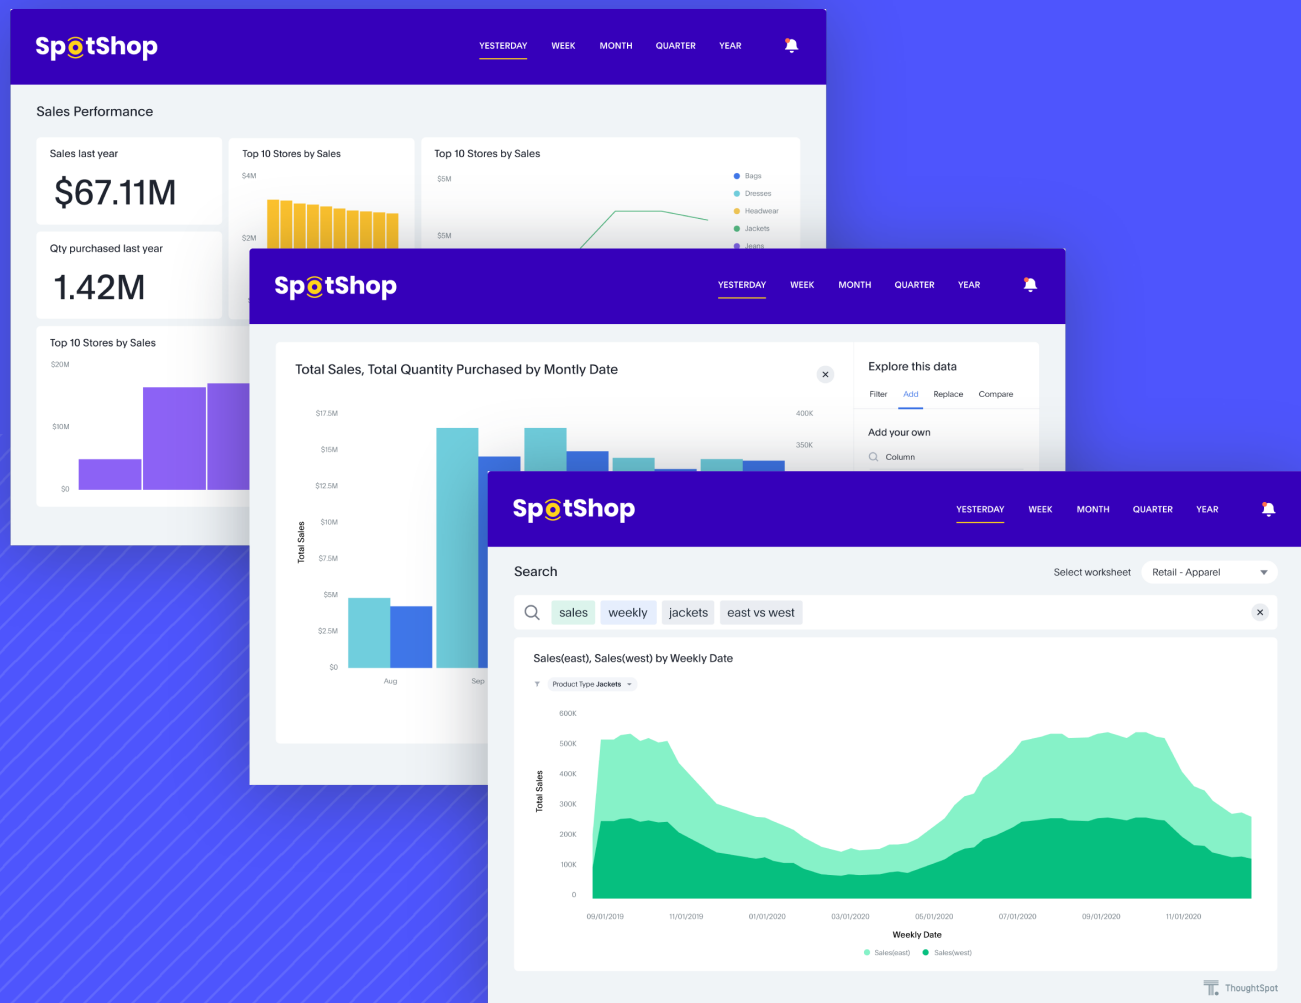 SpotShop
YESTERDAY WEEK MONTH QUARTER YEAR
Sales Performance
Sales last year
$67.11M
Qty purchased last year
1.42M
Top 10 Stores by Sales
$4M
$2M
Top 10 Stores by Sales
$5M
$5M
Bags
Dresses
Headwear
Jackets
Jeans
Top 10 Stores by Sales
$20M
$10M
$0
SpotShop
YESTERDAY WEEK MONTH QUARTER YEAR
Total Sales, Total Quantity Purchased by Montly Date
$17.5M
$15M
$12.5M
$10M
$7.5M
$5M
$2.5M
$0
Total Sales
400K
350K
Aug
Sep
Explore this data
Filter Add Replace Compare
Add your own
Column
SpotShop
YESTERDAY WEEK MONTH QUARTER YEAR
Search
Select worksheet Retail - Apparel
sales weekly jackets east vs west
Sales(east), Sales(west) by Weekly Date
Product Type Jackets
600K
500K
400K
300K
200K
100K
0
Total Sales
09/01/2019 11/01/2019 01/01/2020 03/01/2020 05/01/2020 07/01/2020 09/01/2020 11/01/2020
Weekly Date
Sales(east) Sales(west)
ThoughtSpot